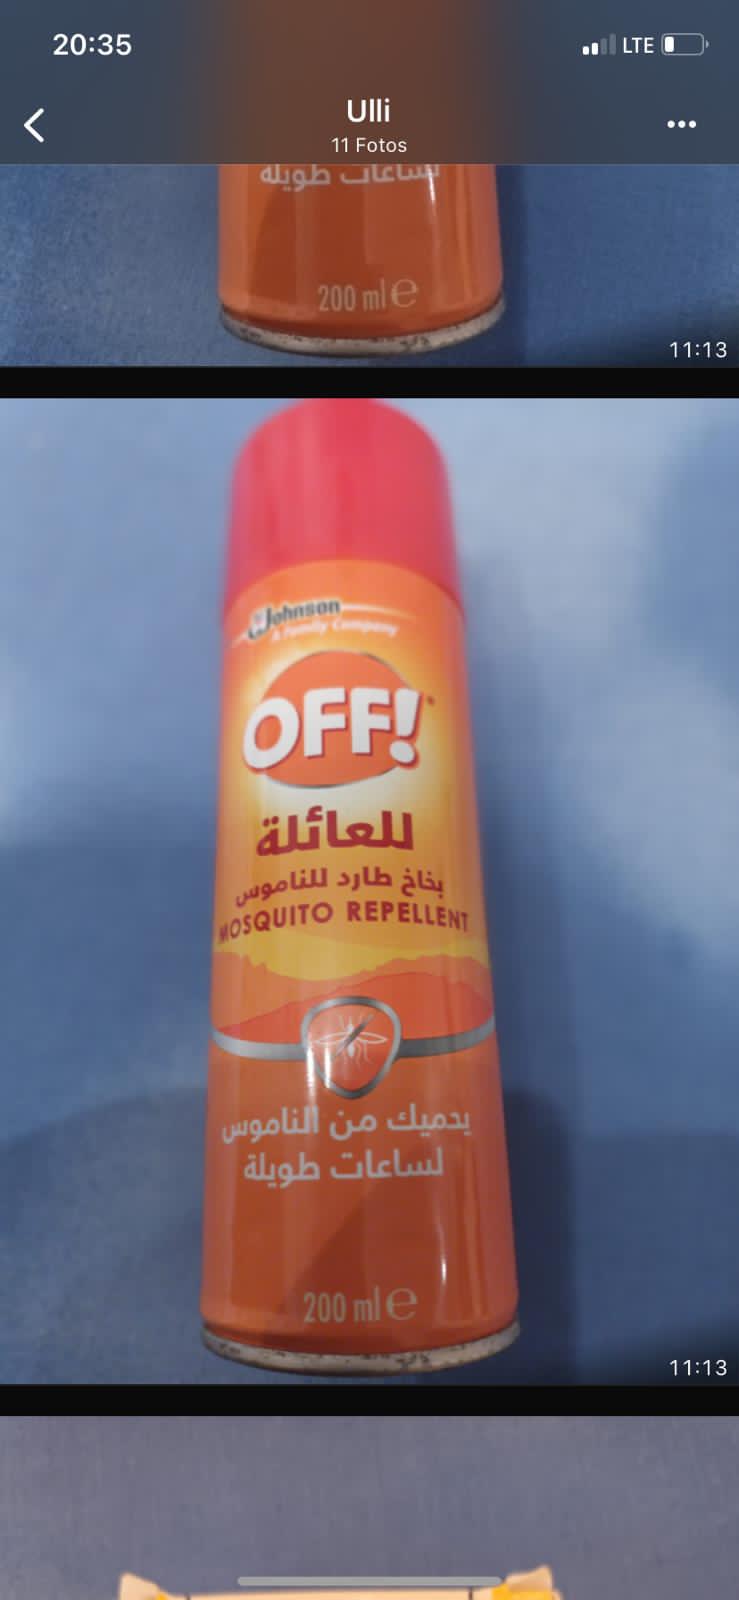 20:35
LTE
Ulli
11 Fotos
لساعات طويلة
200 ml e
11:13
Johnson
A Family Company
OFF!
للعائلة
بخاخ طارد للناموس
MOSQUITO REPELLENT
يحميك من الناموس
لساعات طويلة
200 ml e
11:13